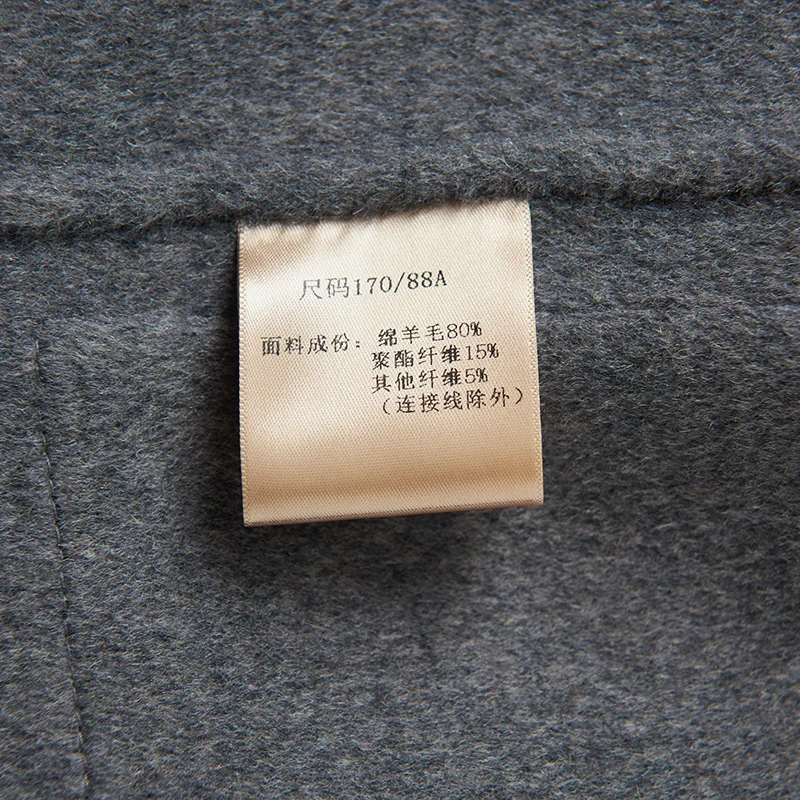 尺码170/88A
面料成份：绵羊毛80%
聚酯纤维15%
其他纤维5%
（连接线除外）